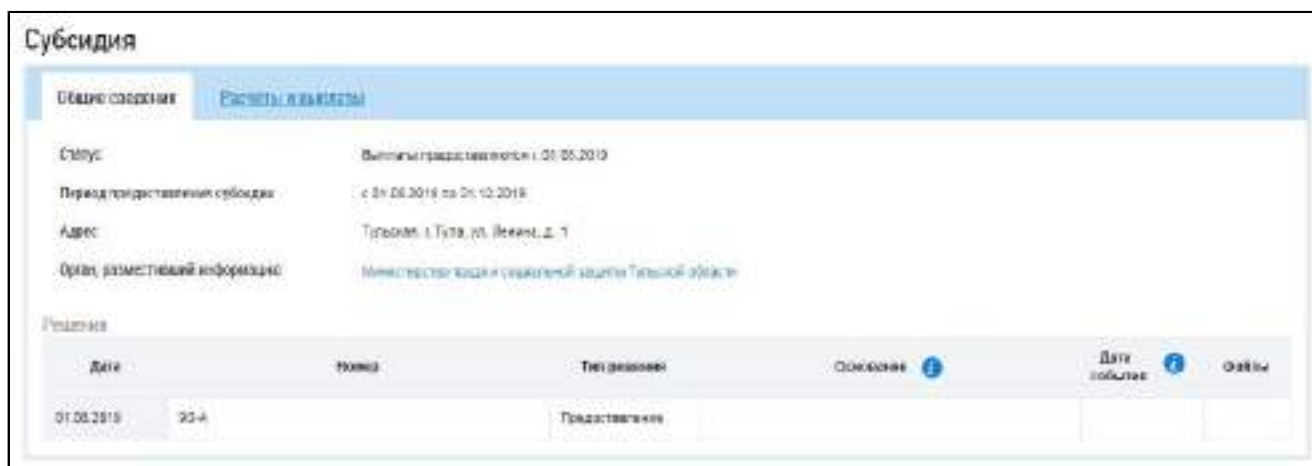 Субсидия
Общие сведения Расчеты и выплаты
Статус Выплаты предоставляются с 01.08.2019
Период предоставления субсидии с 01.08.2019 по 31.12.2019
Адрес Тульская, г. Тула, ул. Ленина, д. 1
Орган, разместивший информацию Министерство труда и социальной защиты Тульской области
Решения
Дата Номер Тип решения Основание Дата события Файлы
01.08.2019 Предоставление